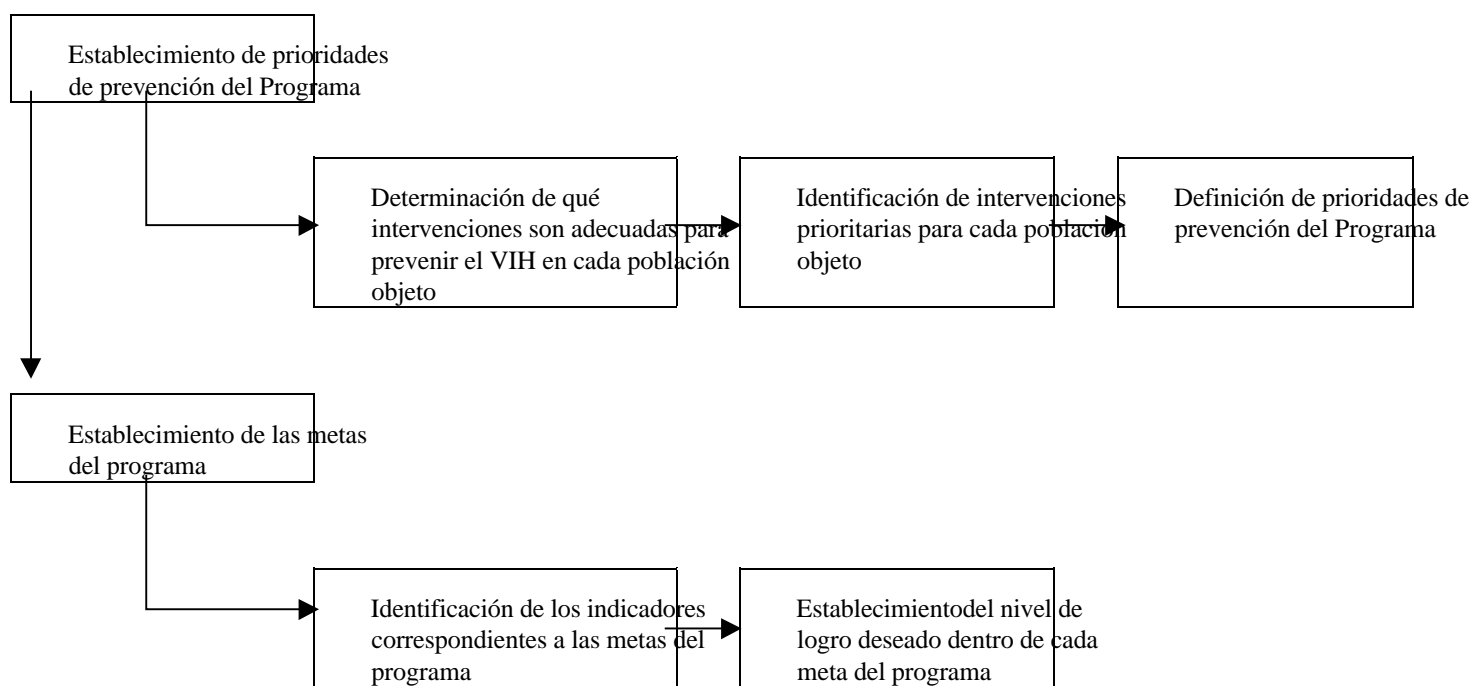 Establecimiento de prioridades
de prevención del Programa
Determinación de qué
intervenciones son adecuadas para
prevenir el VIH en cada población
objeto
Identificación de intervenciones
prioritarias para cada población
objeto
Definición de prioridades de
prevención del Programa
Establecimiento de las metas
del programa
Identificación de los indicadores
correspondientes a las metas del
programa
Establecimientodel nivel de
logro deseado dentro de cada
meta del programa